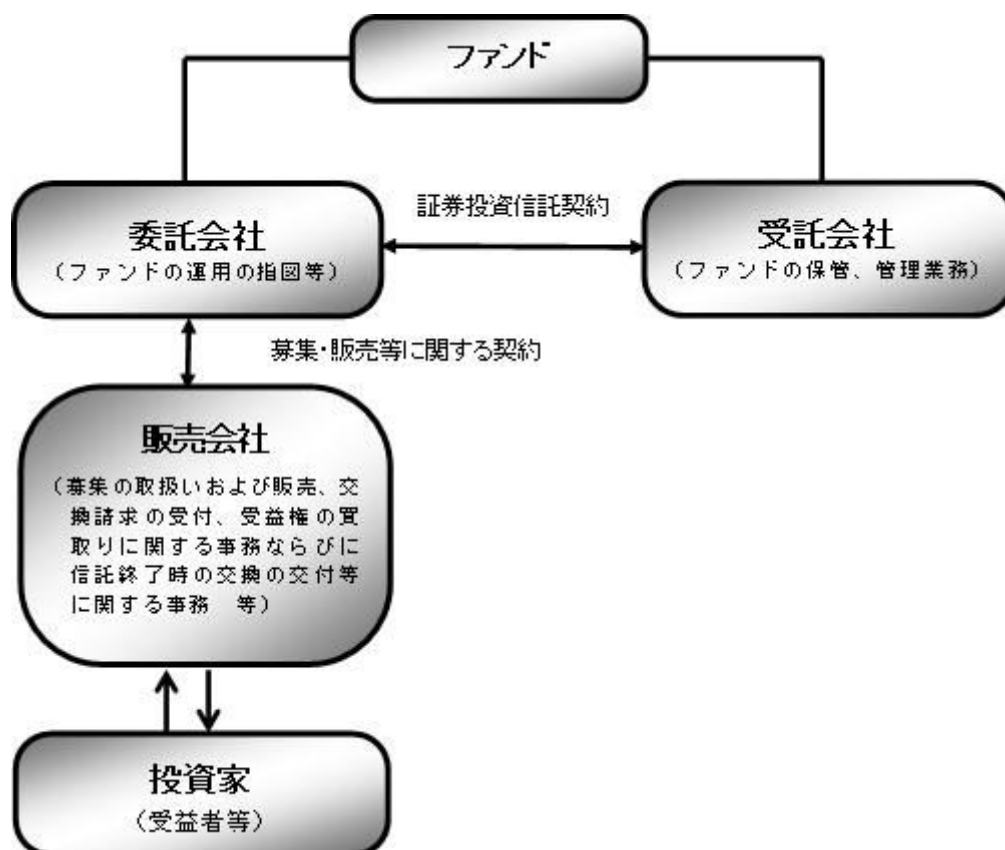 ファンド
証券投資信託契約
委託会社
(ファンドの運用の指図等)
受託会社
(ファンドの保管、管理業務)
募集・販売等に関する契約
販売会社
(募集の取扱いおよび販売、交
換請求の受付、受益権の買
取りに関する事務ならびに
信託終了時の交換の交付等
に関する事務　等)
投資家
(受益者等)